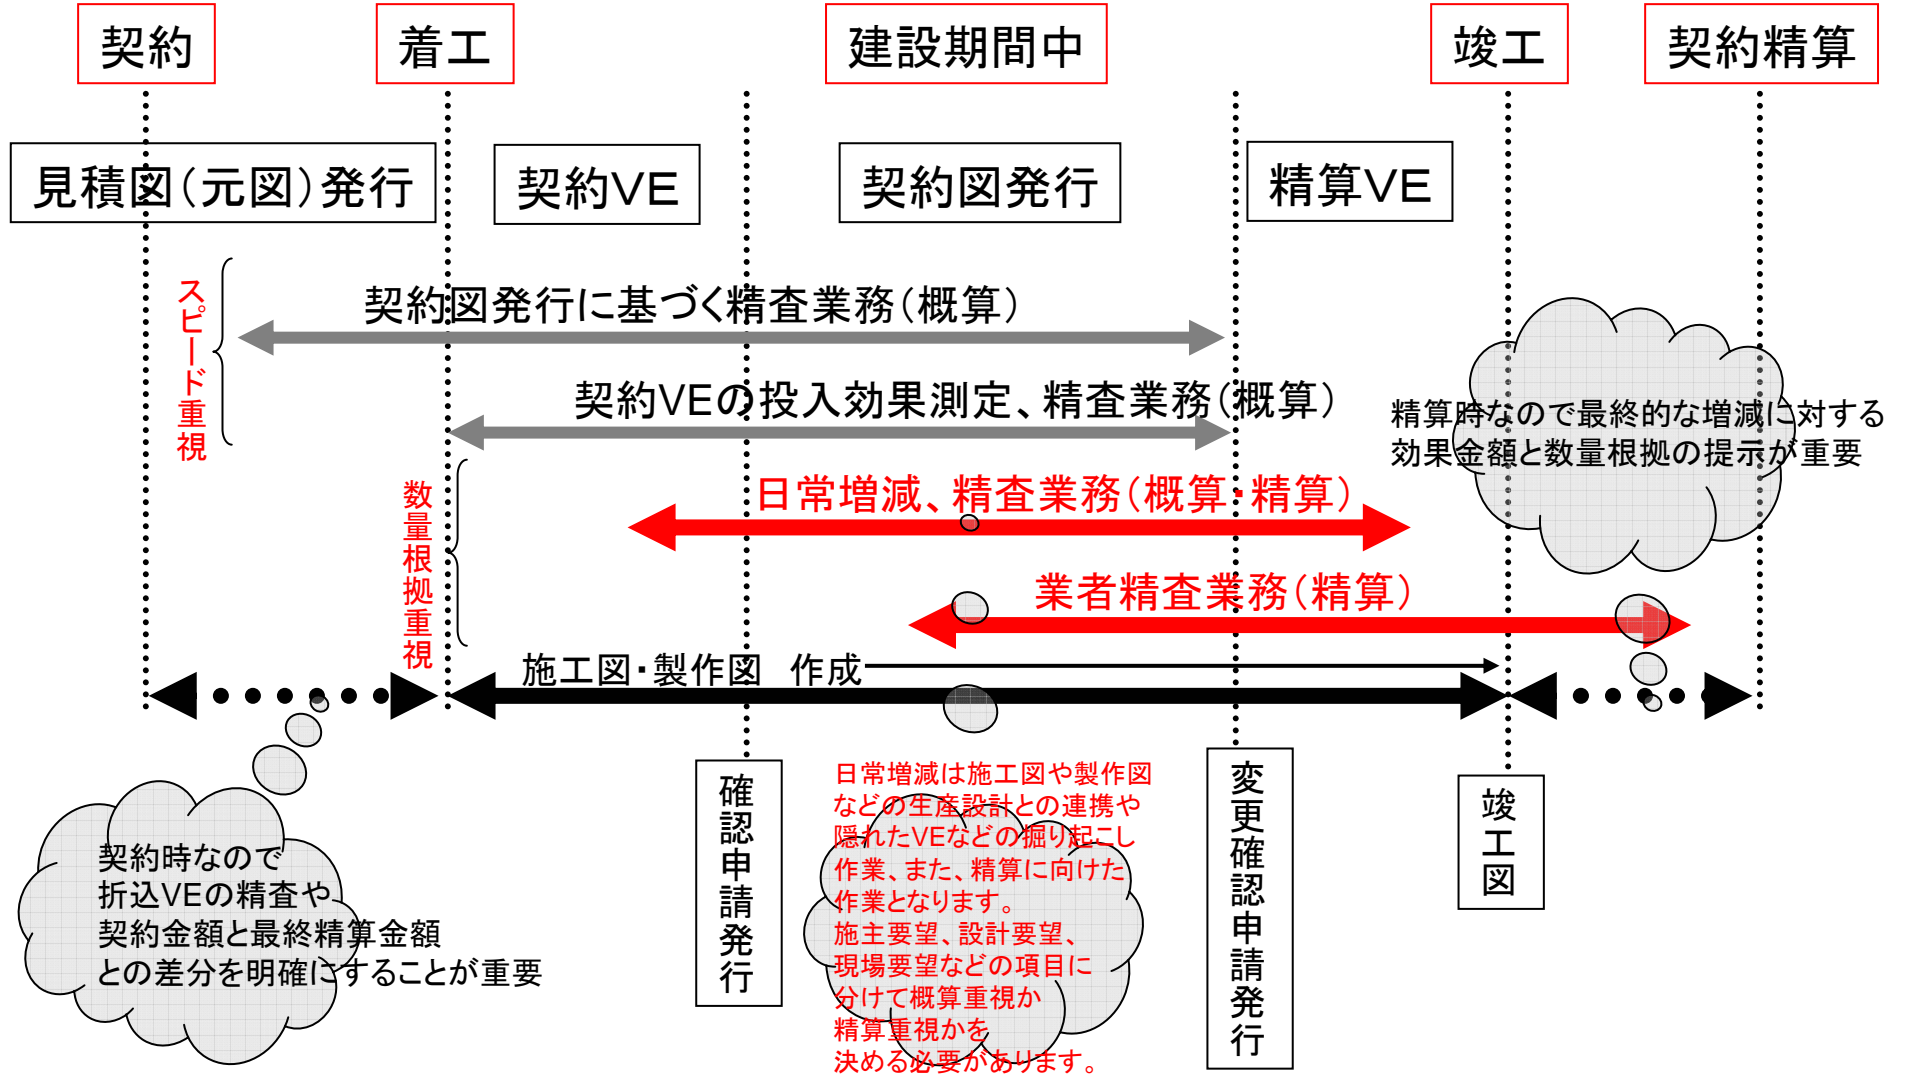 契約
着工
建設期間中
竣工
契約精算
見積図(元図)発行
契約VE
契約図発行
精算VE
スピード重視
契約図発行に基づく精査業務(概算)
契約VEの投入効果測定、精査業務(概算)
精算時なので最終的な増減に対する
効果金額と数量根拠の提示が重要
数量根拠重視
日常増減、精査業務(概算・精算)
業者精査業務(精算)
施工図・製作図　作成
確認申請発行
変更確認申請発行
竣工図
契約時なので
折込VEの精査や
契約金額と最終精算金額
との差分を明確にすることが重要
日常増減は施工図や製作図
などの生産設計との連携や
隠れたVEなどの掘り起こし
作業、また、精算に向けた
作業となります。
施主要望、設計要望、
現場要望などの項目に
分けて概算重視か
精算重視かを
決める必要があります。